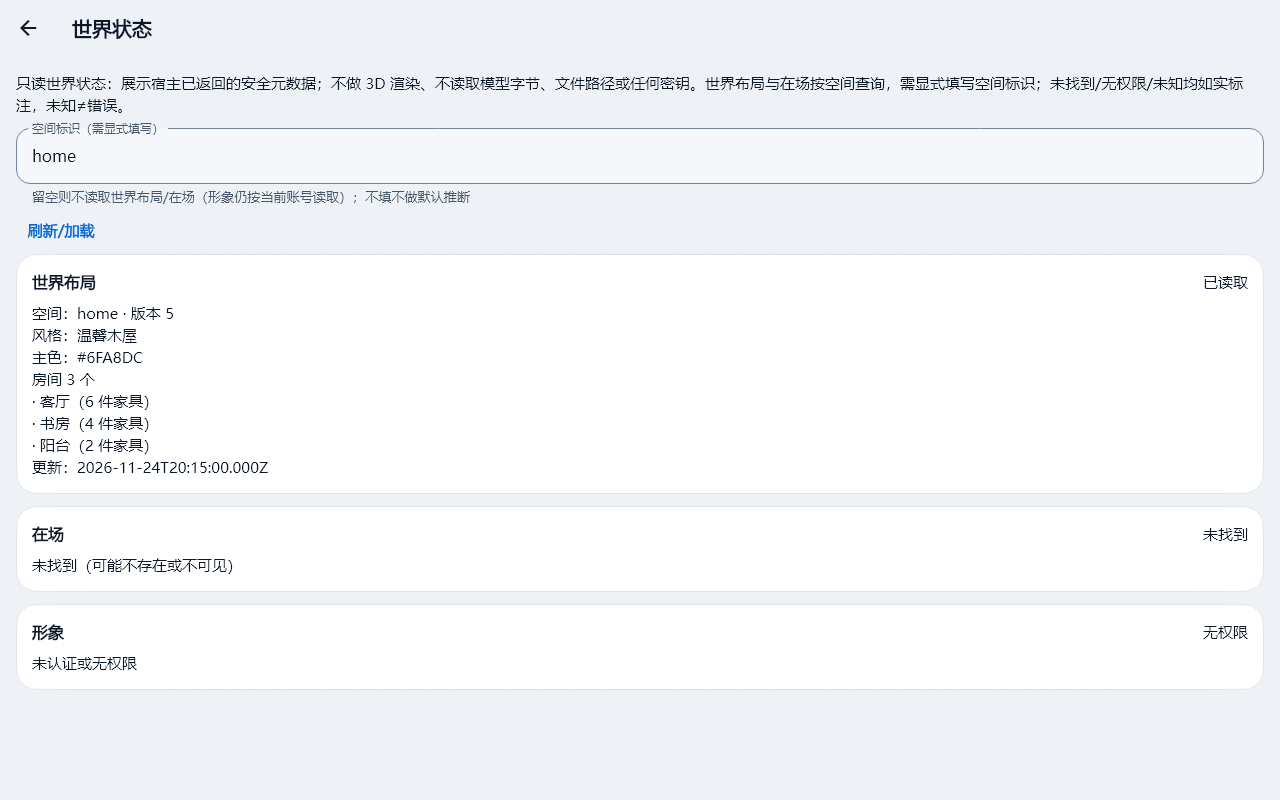 世界状态
只读世界状态：展示宿主已返回的安全元数据；不做 3D 渲染、不读取模型字节、文件路径或任何密钥。世界布局与在场按空间查询，需显式填写空间标识；未找到/无权限/未知均如实标
注，未知≠错误。
空间标识（需显式填写）
home
留空则不读取世界布局/在场（形象仍按当前账号读取）；不填不做默认推断
刷新/加载
世界布局 已读取
空间：home · 版本 5
风格：温馨木屋
主色：#6FA8DC
房间 3 个
· 客厅（6 件家具）
· 书房（4 件家具）
· 阳台（2 件家具）
更新：2026-11-24T20:15:00.000Z
在场 未找到
未找到（可能不存在或不可见）
形象 无权限
未认证或无权限